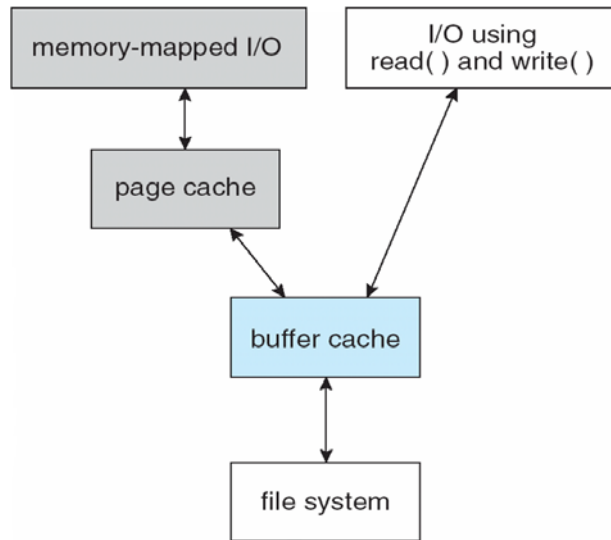 memory-mapped I/O
I/O using
read( ) and write( )
page cache
buffer cache
file system